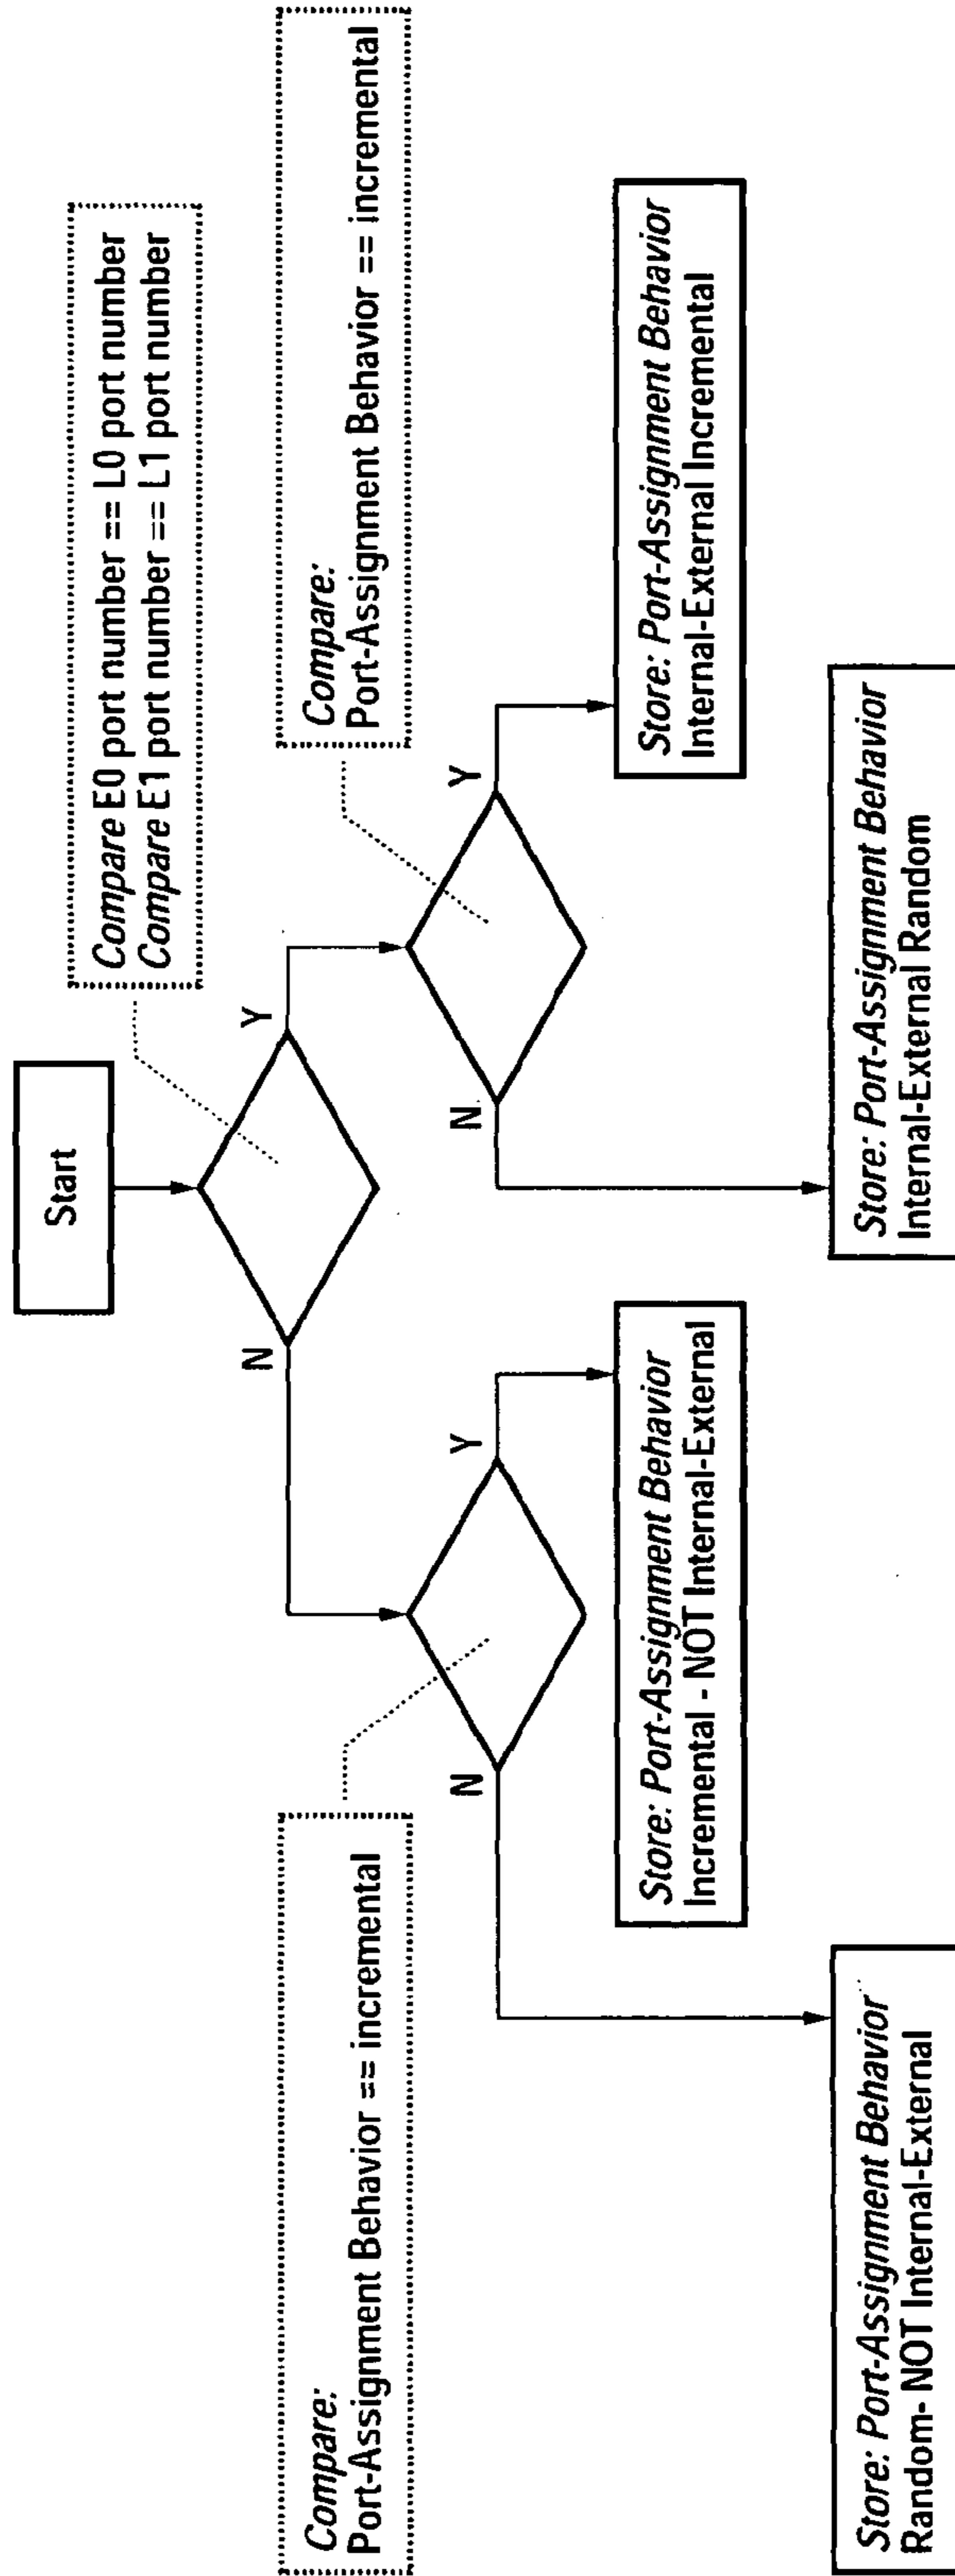 Start
Compare E0 port number == L0 port number
Compare E1 port number == L1 port number
N
Y
Compare:
Port-Assignment Behavior == incremental
Compare:
Port-Assignment Behavior == incremental
N
Y
N
Y
Store: Port-Assignment Behavior
Incremental - NOT Internal-External
Store: Port-Assignment Behavior
Internal-External Incremental
Store: Port-Assignment Behavior
Random- NOT Internal-External
Store: Port-Assignment Behavior
Internal-External Random